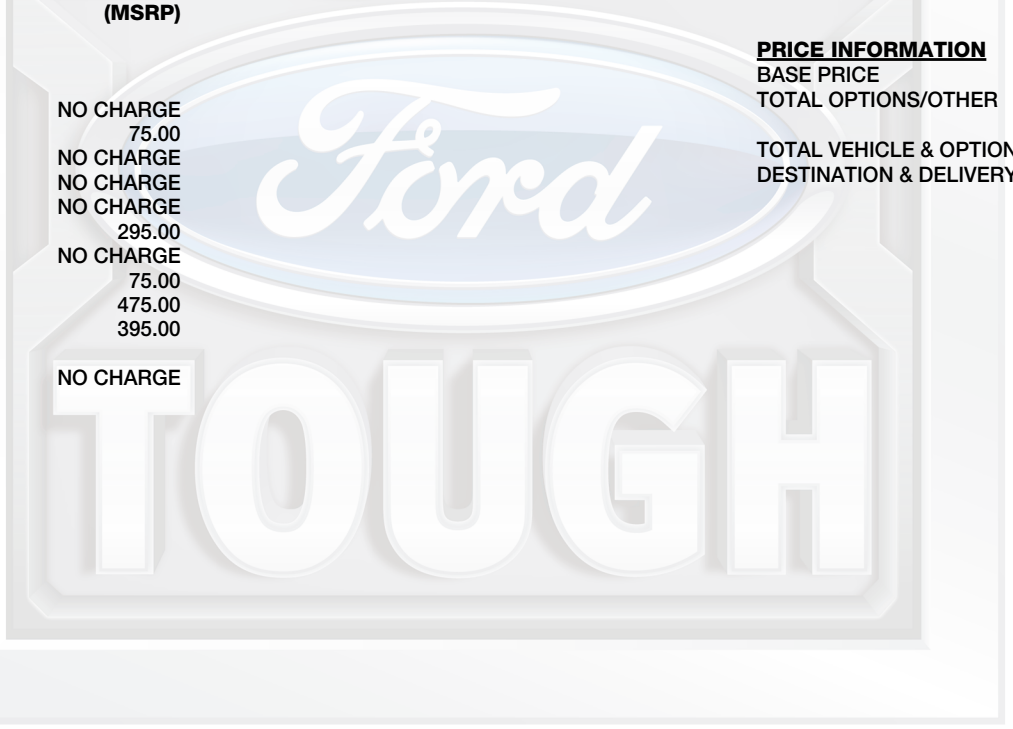 (MSRP)
NO CHARGE
75.00
NO CHARGE
NO CHARGE
NO CHARGE
295.00
NO CHARGE
75.00
475.00
395.00
NO CHARGE
PRICE INFORMATION
BASE PRICE
TOTAL OPTIONS/OTHER
TOTAL VEHICLE & OPTION
DESTINATION & DELIVERY
Ford
TOUGH